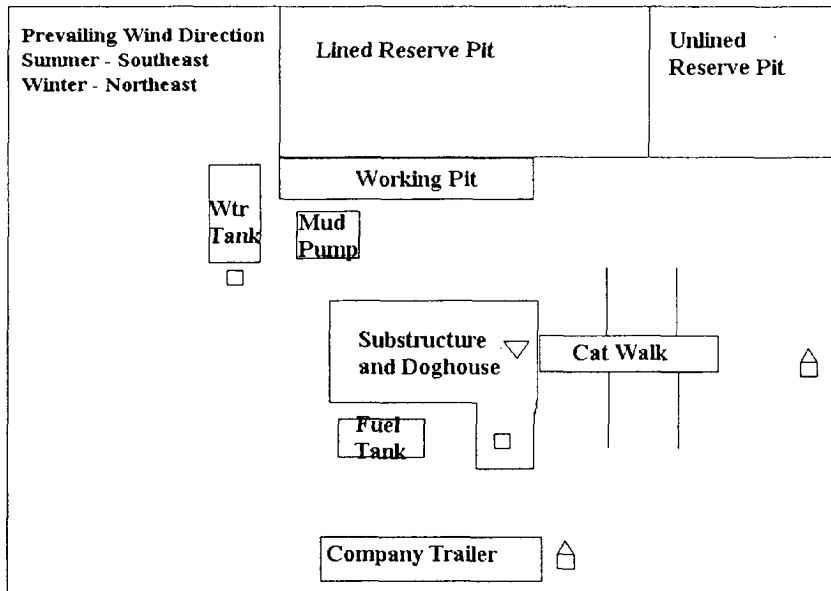 Prevailing Wind Direction
Summer - Southeast
Winter - Northeast
Lined Reserve Pit
Unlined
Reserve Pit
Working Pit
Wtr
Tank
Mud
Pump
Substructure
and Doghouse
Cat Walk
Fuel
Tank
Company Trailer